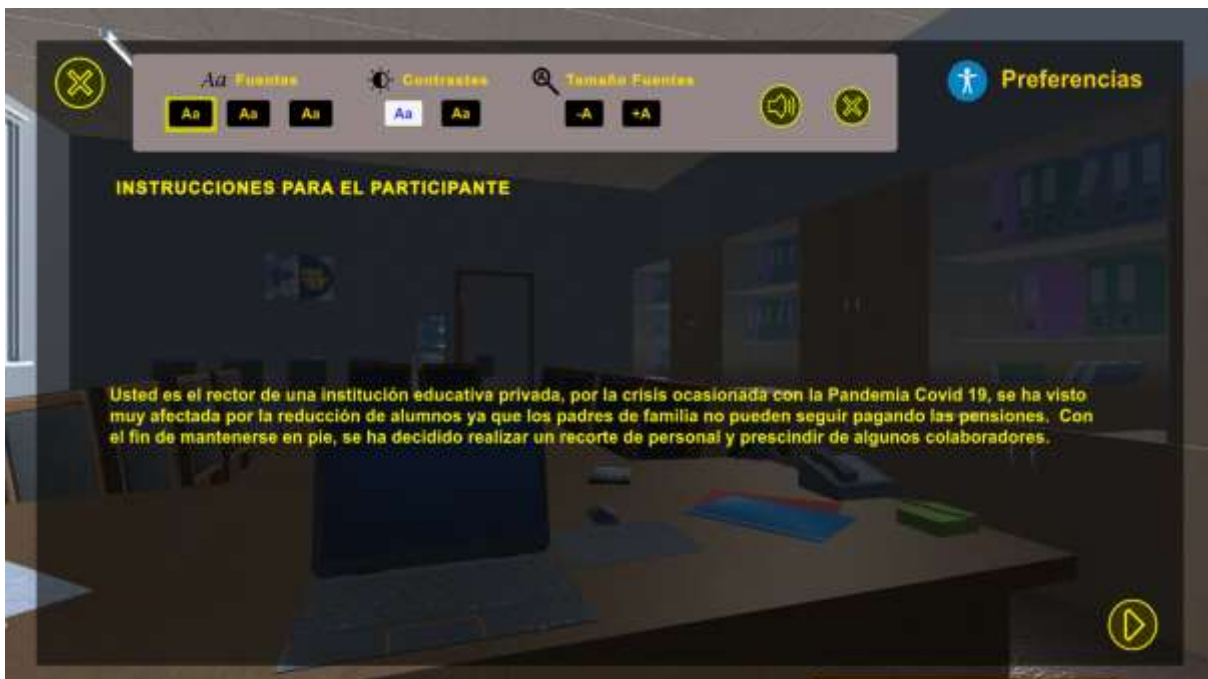 Aa Fuentes
Contrastes
Tamaño Fuentes
Preferencias
Aa Aa Aa
Aa Aa
-A +A
INSTRUCCIONES PARA EL PARTICIPANTE
Usted es el rector de una institución educativa privada, por la crisis ocasionada con la Pandemia Covid 19, se ha visto
muy afectada por la reducción de alumnos ya que los padres de familia no pueden seguir pagando las pensiones. Con
el fin de mantenerse en pie, se ha decidido realizar un recorte de personal y prescindir de algunos colaboradores.